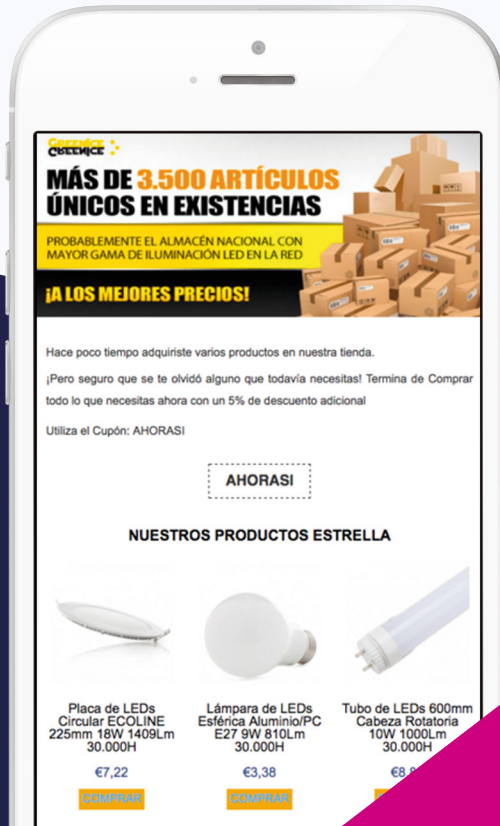 GREENICE
MÁS DE 3.500 ARTÍCULOS
ÚNICOS EN EXISTENCIAS
PROBABLEMENTE EL ALMACÉN NACIONAL CON
MAYOR GAMA DE ILUMINACIÓN LED EN LA RED
¡A LOS MEJORES PRECIOS!
Hace poco tiempo adquiriste varios productos en nuestra tienda.
¡Pero seguro que se te olvidó alguno que todavía necesitas! Termina de Comprar
todo lo que necesitas ahora con un 5% de descuento adicional
Utiliza el Cupón: AHORASI
AHORASI
NUESTROS PRODUCTOS ESTRELLA
Placa de LEDs
Circular ECOLINE
225mm 18W 1409Lm
30.000H
€7,22
COMPRAR
Lámpara de LEDs
Esférica Aluminio/PC
E27 9W 810Lm
30.000H
€3,38
COMPRAR
Tubo de LEDs 600mm
Cabeza Rotatoria
10W 1000Lm
30.000H